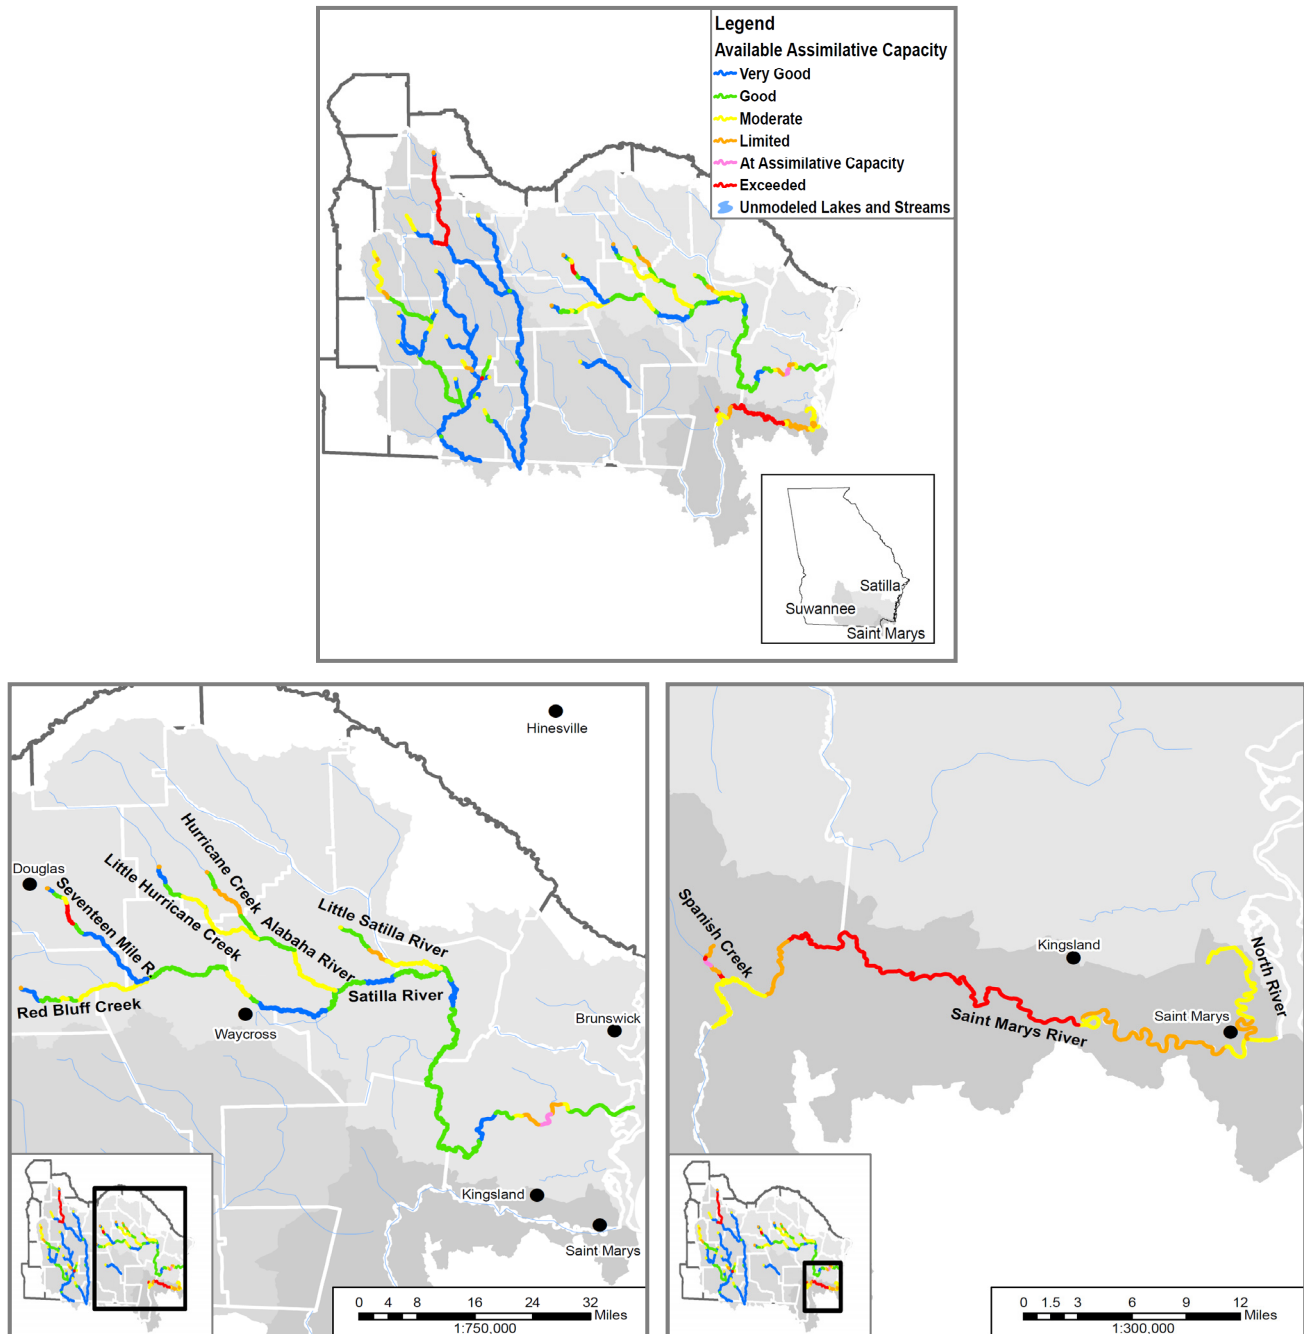 Legend
Available Assimilative Capacity
Very Good
Good
Moderate
Limited
At Assimilative Capacity
Exceeded
Unmodeled Lakes and Streams
Satilla
Suwannee
Saint Marys
Hinesville
Douglas
Hurricane Creek
Little Hurricane Creek
Seventeen Mile R.
Alabaha River
Little Satilla River
Satilla River
Red Bluff Creek
Waycross
Brunswick
Kingsland
Saint Marys
0 4 8 16 24 32
Miles
1:750,000
Spanish Creek
Kingsland
North River
Saint Marys
Saint Marys River
0 1.5 3 6 9 12
Miles
1:300,000